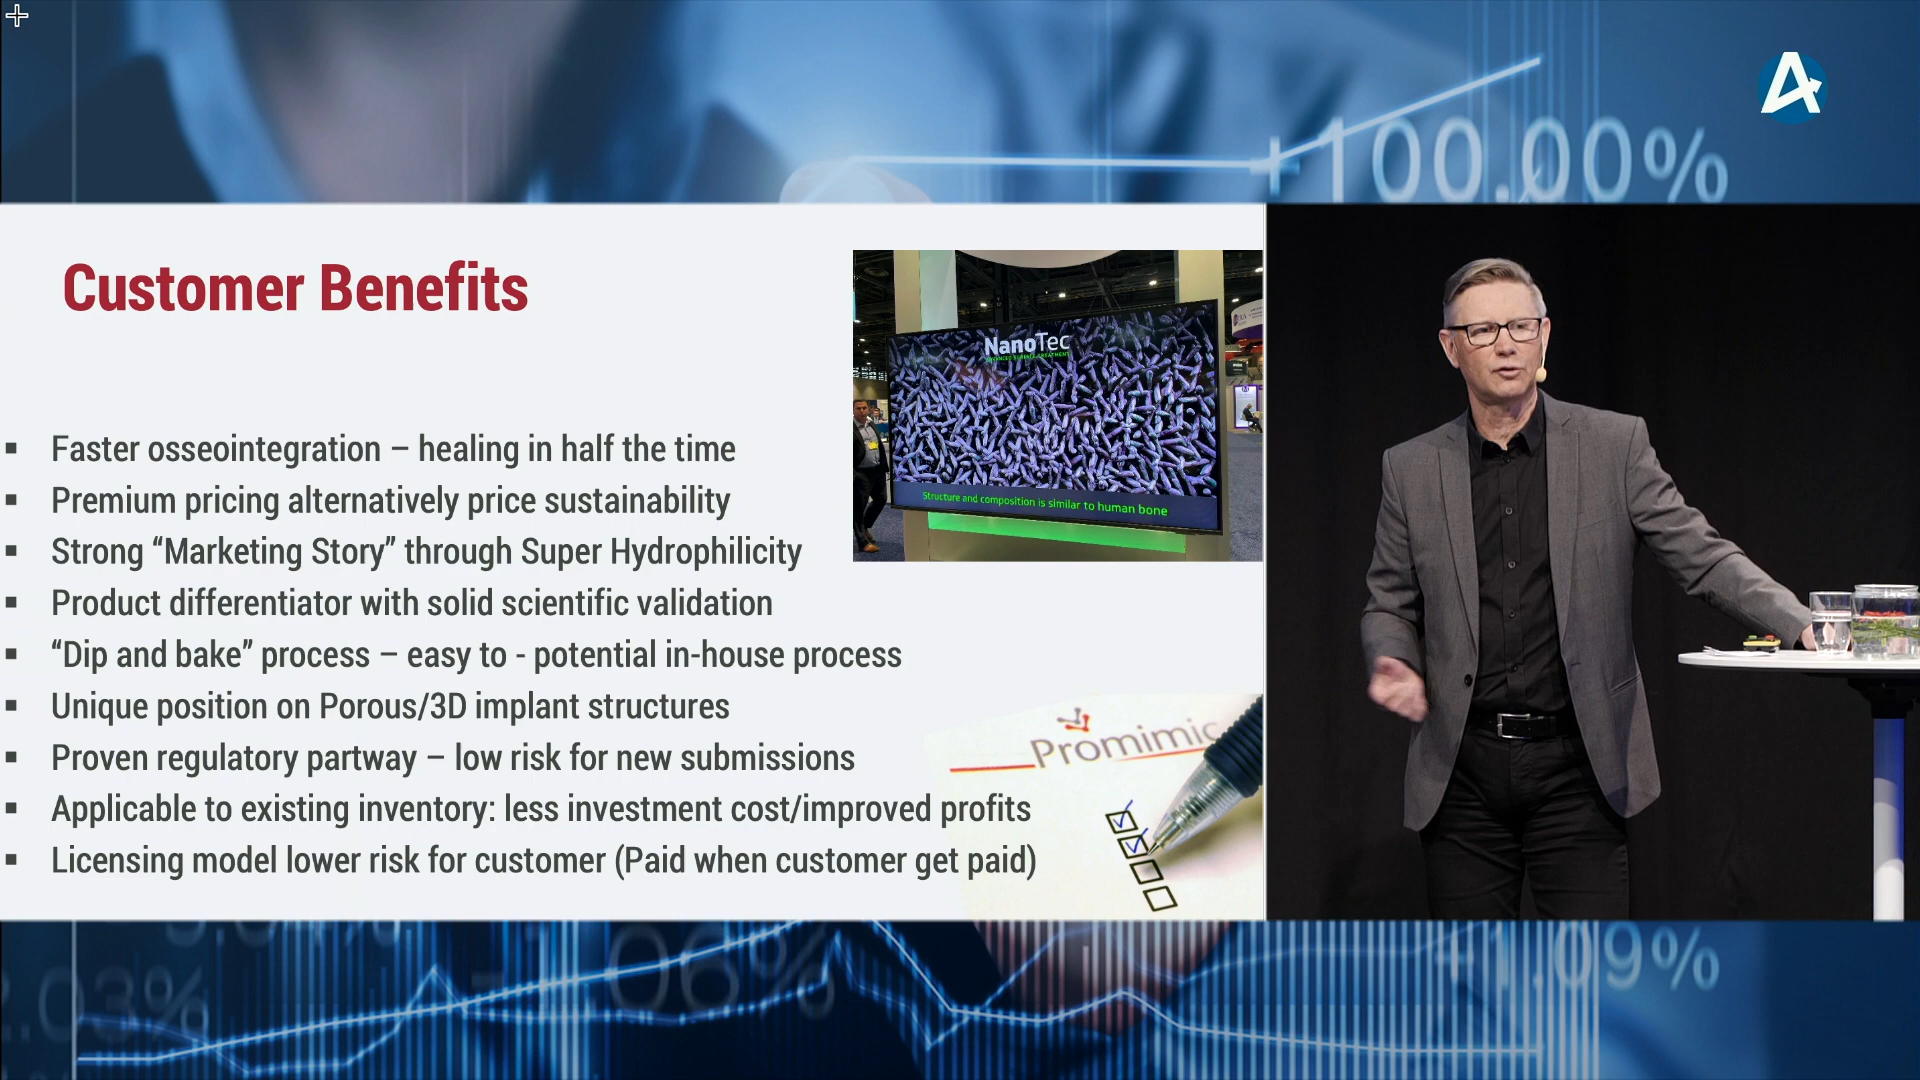 +100.00%
Customer Benefits
NanoTec
ADVANCED SURFACE TREATMENT
Structure and composition is similar to human bone
▪ Faster osseointegration – healing in half the time
▪ Premium pricing alternatively price sustainability
▪ Strong “Marketing Story” through Super Hydrophilicity
▪ Product differentiator with solid scientific validation
▪ “Dip and bake” process – easy to - potential in-house process
▪ Unique position on Porous/3D implant structures
▪ Proven regulatory partway – low risk for new submissions
▪ Applicable to existing inventory: less investment cost/improved profits
▪ Licensing model lower risk for customer (Paid when customer get paid)
Promimic